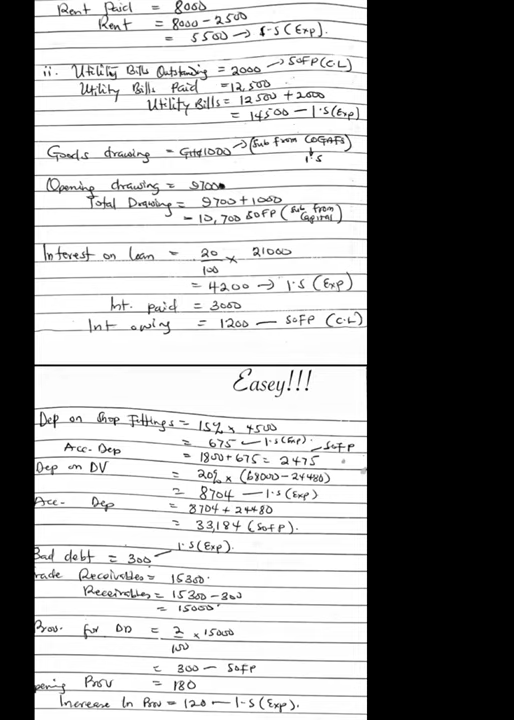 Rent Paid = 8000
Rent = 8000 - 2500
= 5500 → I.S (Exp).
ii. Utility Bills Outstanding = 2000 → SOFP (C.L)
Utility Bills Paid = 12,500
Utility Bills = 12500 + 2000
= 14500 - I.S (Exp)
Goods drawing = GH¢1000 → (Sub from COGAFS)
I.S
Opening drawing = 9700
Total Drawing = 9700 + 1000
= 10,700 SOFP (Sub from Capital)
Interest on loan = 20/100 × 21000
= 4200 → I.S (Exp)
Int. paid = 3000
Int owing = 1200 - SOFP (C.L)
Easey!!!
Dep on Shop Fittings = 15% × 4500
= 675 - I.S (Exp).
Acc-Dep = 1800 + 675 = 2475 SOFP
Dep on DV = 20% × (68000 - 24480)
= 8704 - I.S (Exp)
Acc- Dep = 8704 + 24480
= 33,184 (SOFP).
Bad debt = 300 I.S (Exp).
rade Receivables = 15300.
Receivables = 15300 - 300
= 15000
Prov. for DD = 2/100 × 15000
= 300 - SOFP
pening Prov = 180
Increase In Prov = 120 - I.S (Exp).